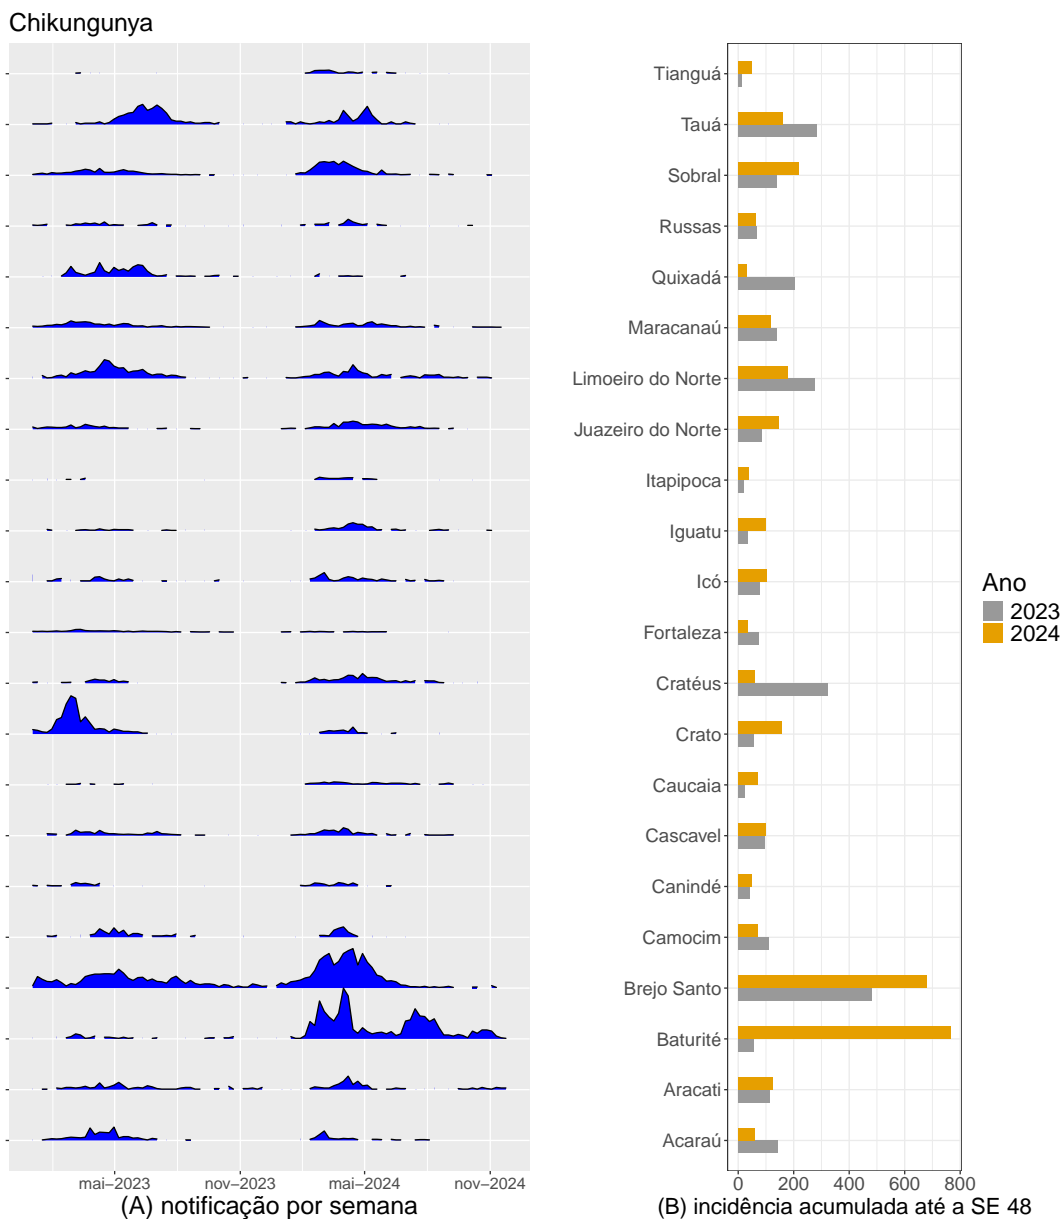 Chikungunya
Tianguá
Tauá
Sobral
Russas
Quixadá
Maracanaú
Limoeiro do Norte
Juazeiro do Norte
Itapipoca
Iguatu
Icó
Fortaleza
Cratéus
Crato
Caucaia
Cascavel
Canindé
Camocim
Brejo Santo
Baturité
Aracati
Acaraú
mai−2023 nov−2023 mai−2024 nov−2024
(A) notificação por semana
0 200 400 600 800
(B) incidência acumulada até a SE 48
Ano
2023
2024